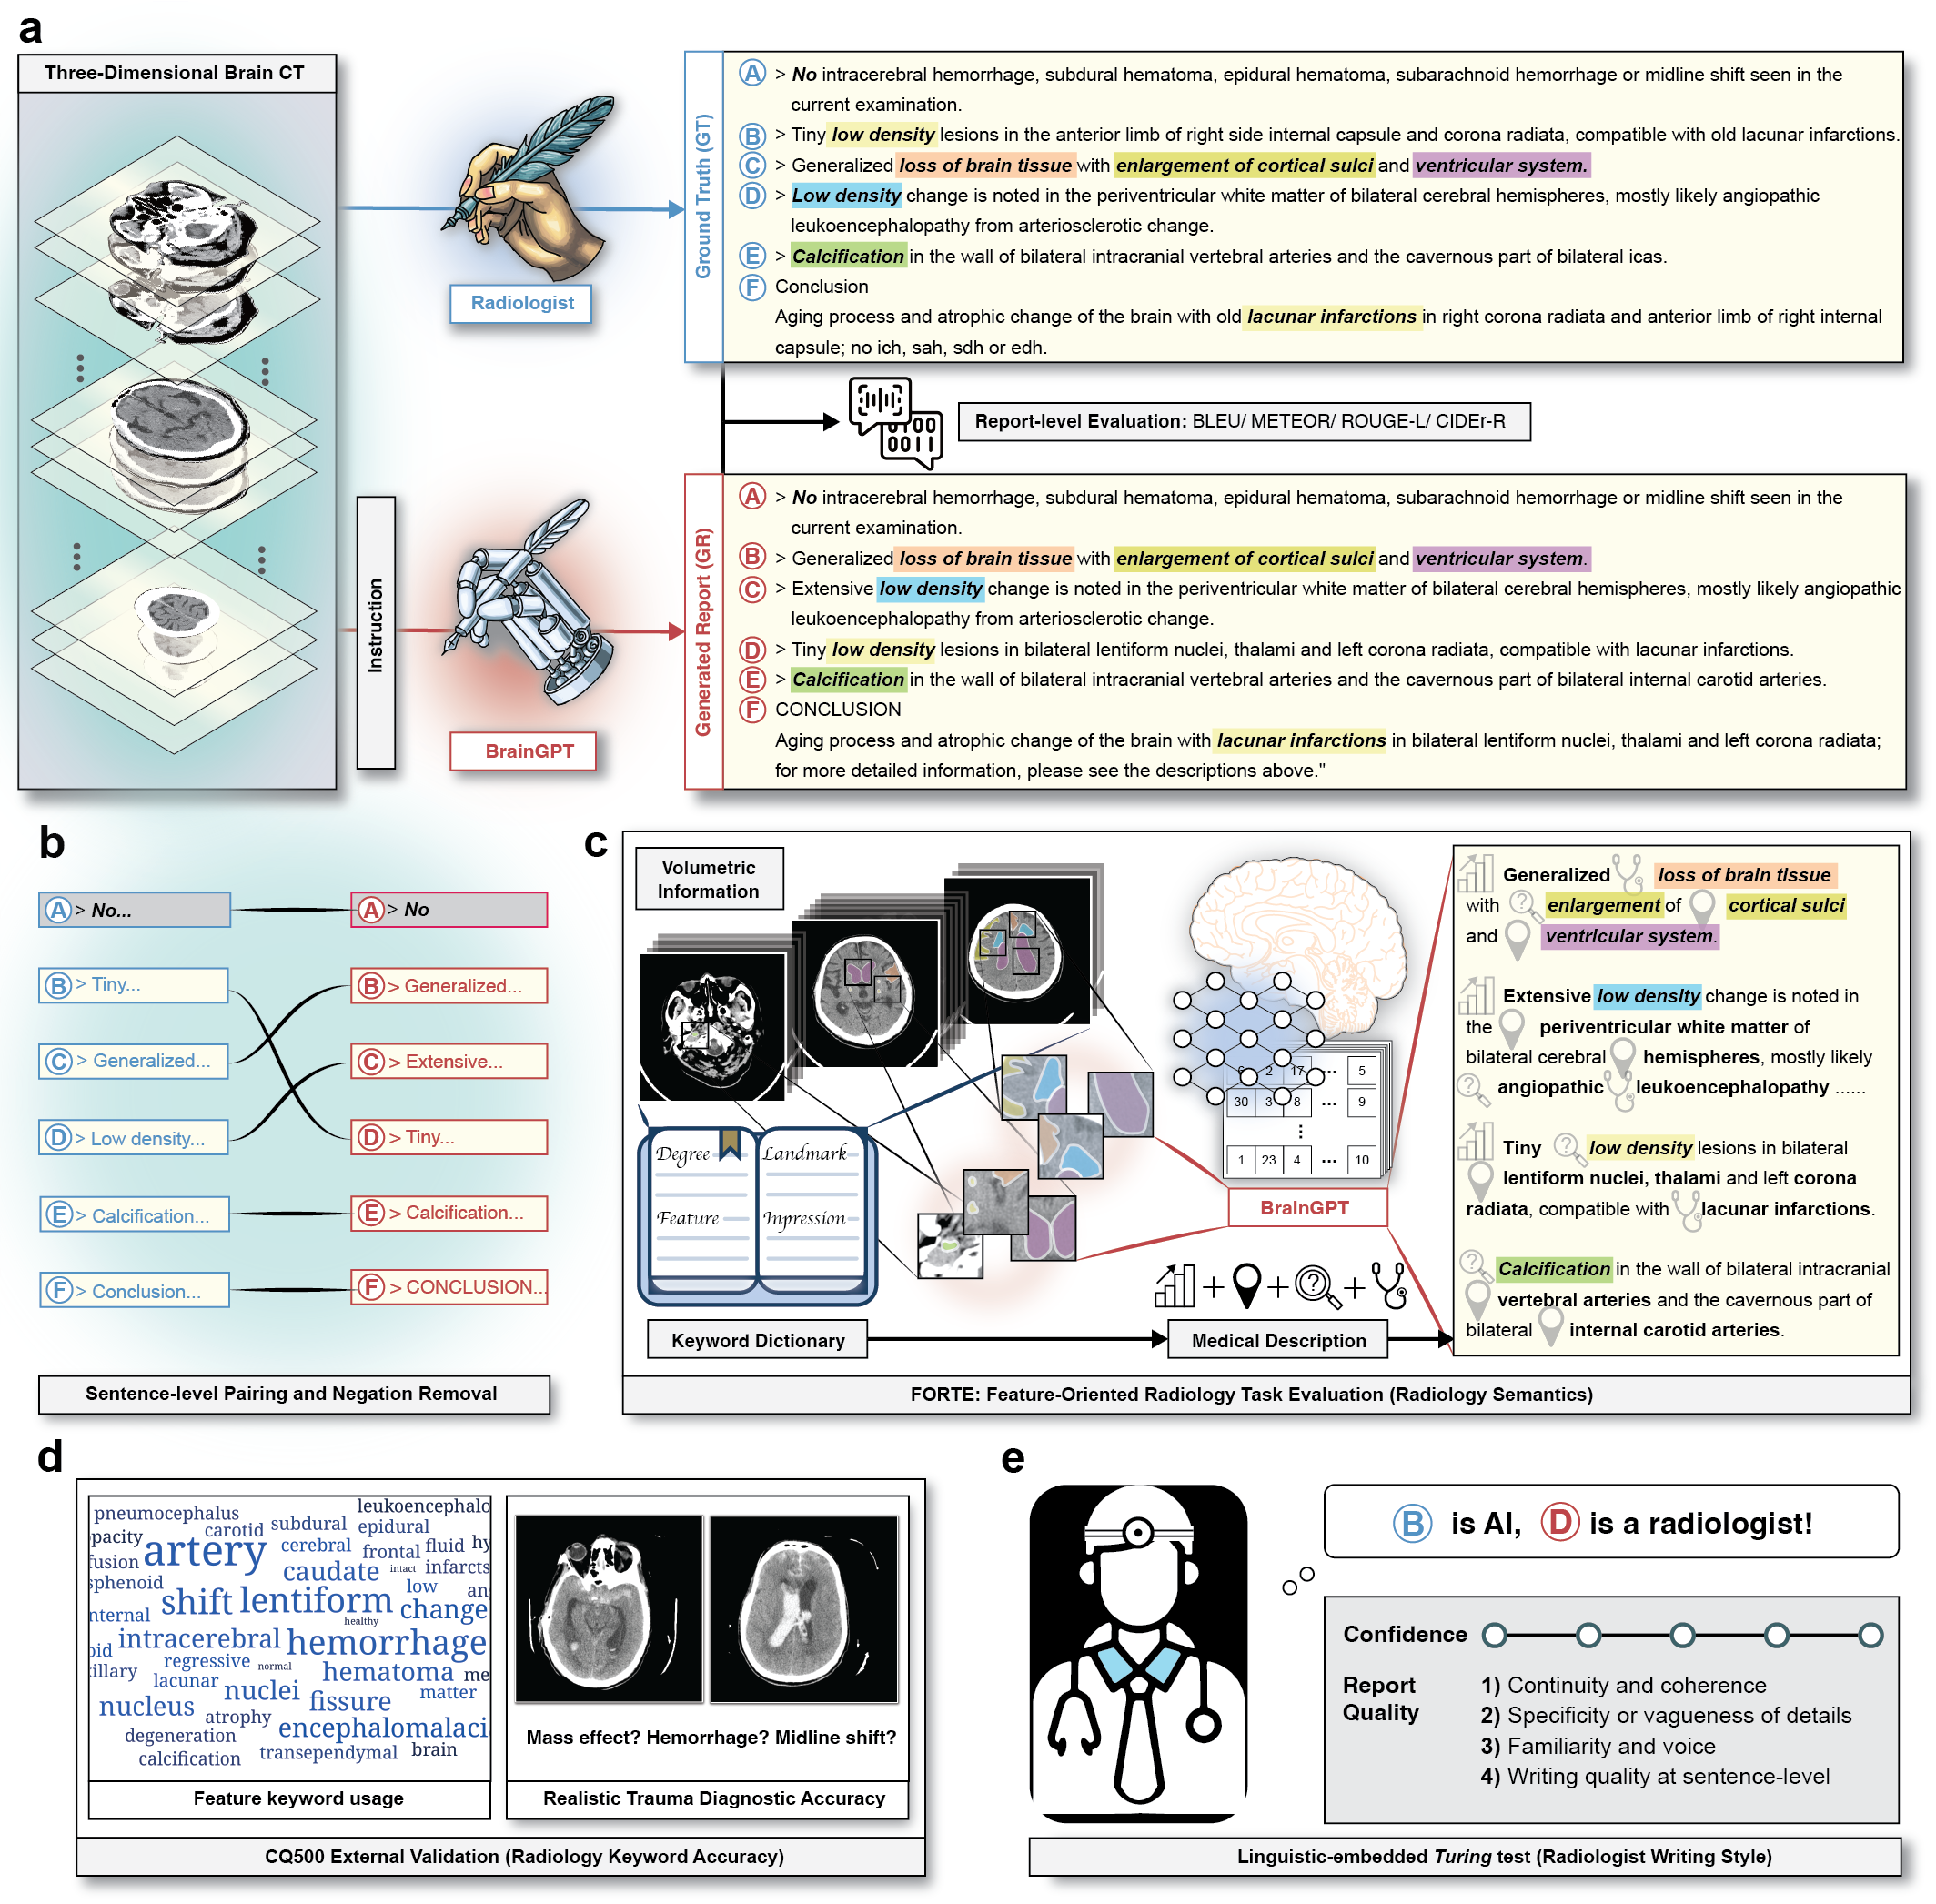 a
Three-Dimensional Brain CT
Radiologist
Ground Truth (GT)
A > No intracerebral hemorrhage, subdural hematoma, epidural hematoma, subarachnoid hemorrhage or midline shift seen in the
current examination.
B > Tiny low density lesions in the anterior limb of right side internal capsule and corona radiata, compatible with old lacunar infarctions.
C > Generalized loss of brain tissue with enlargement of cortical sulci and ventricular system.
D > Low density change is noted in the periventricular white matter of bilateral cerebral hemispheres, mostly likely angiopathic
leukoencephalopathy from arteriosclerotic change.
E > Calcification in the wall of bilateral intracranial vertebral arteries and the cavernous part of bilateral icas.
F Conclusion
Aging process and atrophic change of the brain with old lacunar infarctions in right corona radiata and anterior limb of right internal
capsule; no ich, sah, sdh or edh.
0100
0011
Report-level Evaluation: BLEU/ METEOR/ ROUGE-L/ CIDEr-R
Instruction
BrainGPT
Generated Report (GR)
A > No intracerebral hemorrhage, subdural hematoma, epidural hematoma, subarachnoid hemorrhage or midline shift seen in the
current examination.
B > Generalized loss of brain tissue with enlargement of cortical sulci and ventricular system.
C > Extensive low density change is noted in the periventricular white matter of bilateral cerebral hemispheres, mostly likely angiopathic
leukoencephalopathy from arteriosclerotic change.
D > Tiny low density lesions in bilateral lentiform nuclei, thalami and left corona radiata, compatible with lacunar infarctions.
E > Calcification in the wall of bilateral intracranial vertebral arteries and the cavernous part of bilateral internal carotid arteries.
F CONCLUSION
Aging process and atrophic change of the brain with lacunar infarctions in bilateral lentiform nuclei, thalami and left corona radiata;
for more detailed information, please see the descriptions above."
b
A > No...
A > No
B > Tiny...
B > Generalized...
C > Generalized...
C > Extensive...
D > Low density...
D > Tiny...
E > Calcification...
E > Calcification...
F > Conclusion...
F > CONCLUSION...
Sentence-level Pairing and Negation Removal
c
Volumetric
Information
Degree
Landmark
Feature
Inpression
2 17 ... 5
30 3 8 ... 9
1 23 4 ... 10
BrainGPT
+ + +
Keyword Dictionary
Medical Description
Generalized loss of brain tissue
with enlargement of cortical sulci
and ventricular system.
Extensive low density change is noted in
the periventricular white matter of
bilateral cerebral hemispheres, mostly likely
angiopathic leukoencephalopathy ......
Tiny low density lesions in bilateral
lentiform nuclei, thalami and left corona
radiata, compatible with lacunar infarctions.
Calcification in the wall of bilateral intracranial
vertebral arteries and the cavernous part of
bilateral internal carotid arteries.
FORTE: Feature-Oriented Radiology Task Evaluation (Radiology Semantics)
d
pneumocephalus leukoencephalo
pacity carotid subdural epidural
artery cerebral frontal fluid hy
fusion caudate intact infarcts
sphenoid low an
nternal shift lentiform change
healthy
oid intracerebral hemorrhage
illary regressive normal hematoma me
lacunar nuclei matter
nucleus fissure
atrophy
degeneration encephalomalaci
calcification transependymal brain
Feature keyword usage
Mass effect? Hemorrhage? Midline shift?
Realistic Trauma Diagnostic Accuracy
CQ500 External Validation (Radiology Keyword Accuracy)
e
B is AI, D is a radiologist!
Confidence
Report
Quality
1) Continuity and coherence
2) Specificity or vagueness of details
3) Familiarity and voice
4) Writing quality at sentence-level
Linguistic-embedded Turing test (Radiologist Writing Style)